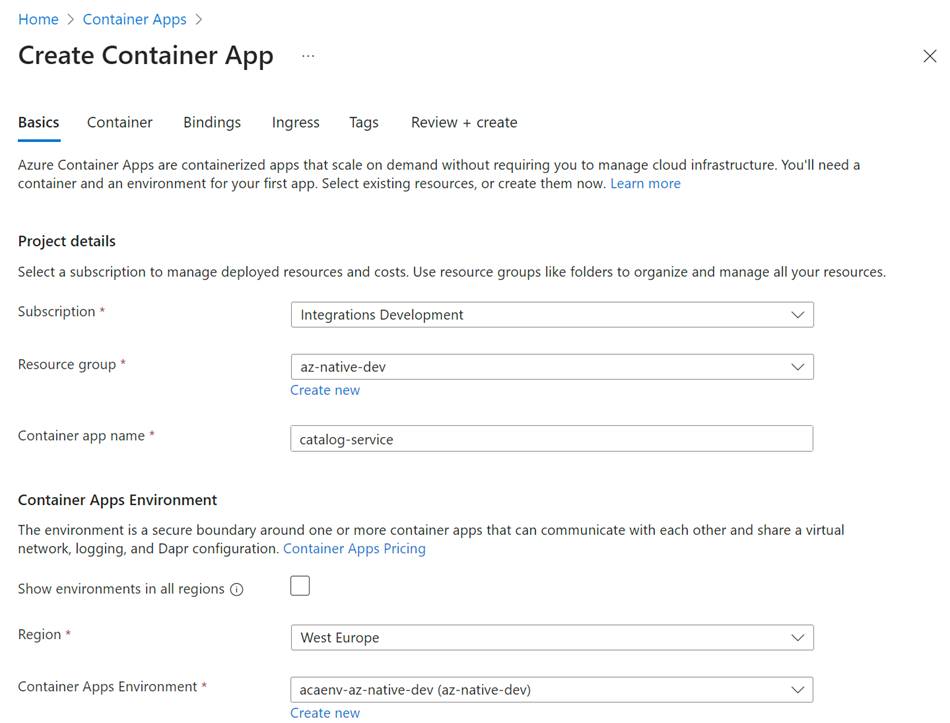 Home > Container Apps >
Create Container App ...
Basics Container Bindings Ingress Tags Review + create
Azure Container Apps are containerized apps that scale on demand without requiring you to manage cloud infrastructure. You'll need a
container and an environment for your first app. Select existing resources, or create them now. Learn more
Project details
Select a subscription to manage deployed resources and costs. Use resource groups like folders to organize and manage all your resources.
Subscription * Integrations Development
Resource group * az-native-dev
Create new
Container app name * catalog-service
Container Apps Environment
The environment is a secure boundary around one or more container apps that can communicate with each other and share a virtual
network, logging, and Dapr configuration. Container Apps Pricing
Show environments in all regions
Region * West Europe
Container Apps Environment * acaenv-az-native-dev (az-native-dev)
Create new